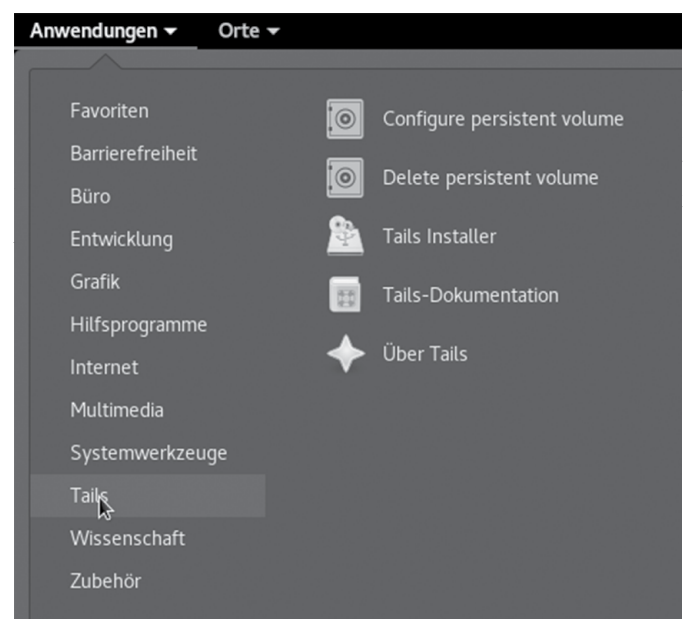 Anwendungen Orte
Favoriten
Barrierefreiheit
Büro
Entwicklung
Grafik
Hilfsprogramme
Internet
Multimedia
Systemwerkzeuge
Tails
Wissenschaft
Zubehör
Configure persistent volume
Delete persistent volume
Tails Installer
Tails-Dokumentation
Über Tails